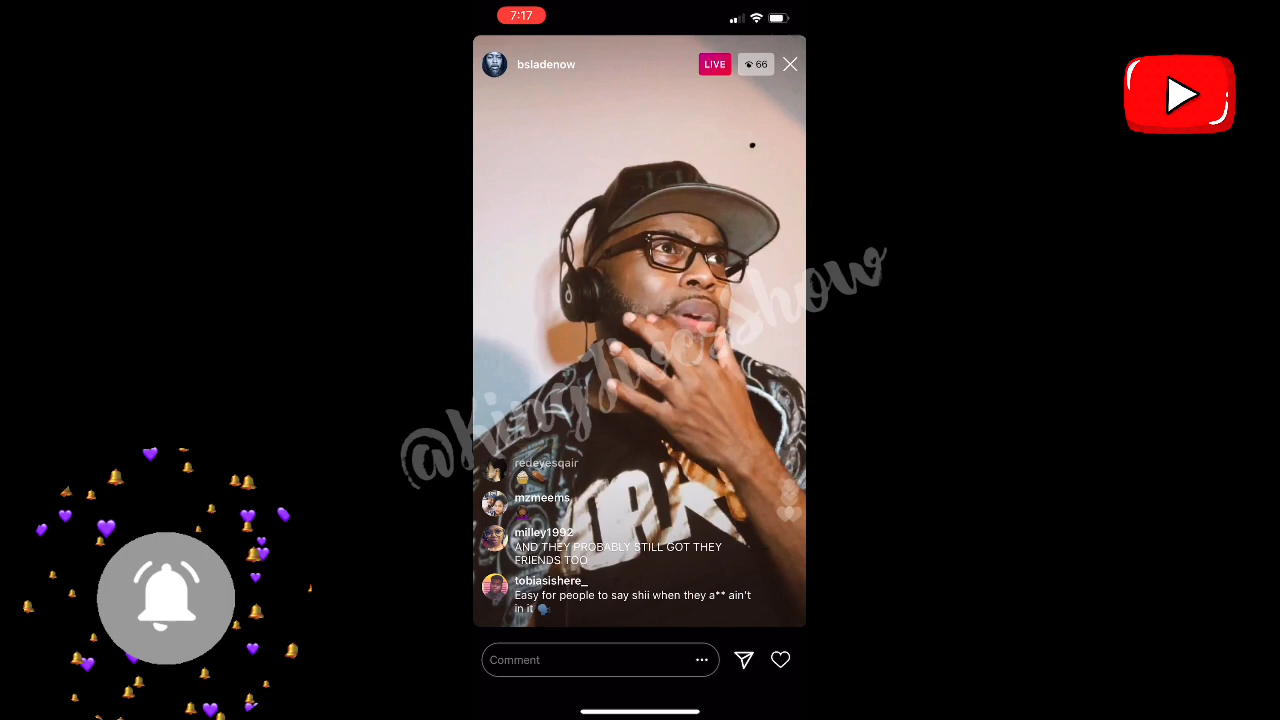 7:17
bsladenow
LIVE
66
@KingJuverShow
redeyesqair
mzmeems
milley1992
AND THEY PROBABLY STILL GOT THEY
FRIENDS TOO
tobiasishere_
Easy for people to say shii when they a** ain't
in it
Comment